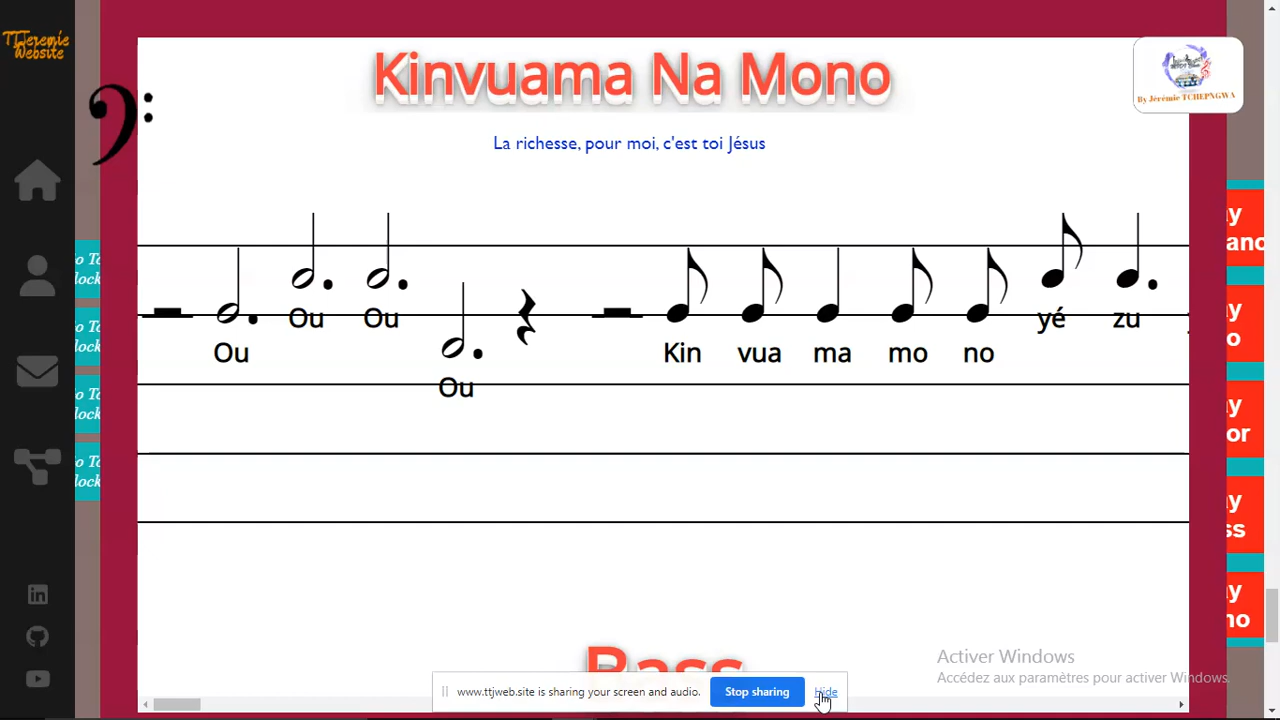 TTJeremie
Website
Kinvuama Na Mono
By Jérémie TCHEPNGWA
La richesse, pour moi, c'est toi Jésus
Ou Ou Ou Ou
Kin vua ma mo no yé zu
Bass
www.ttjweb.site is sharing your screen and audio. Stop sharing Hide
Activer Windows
Accédez aux paramètres pour activer Windows.